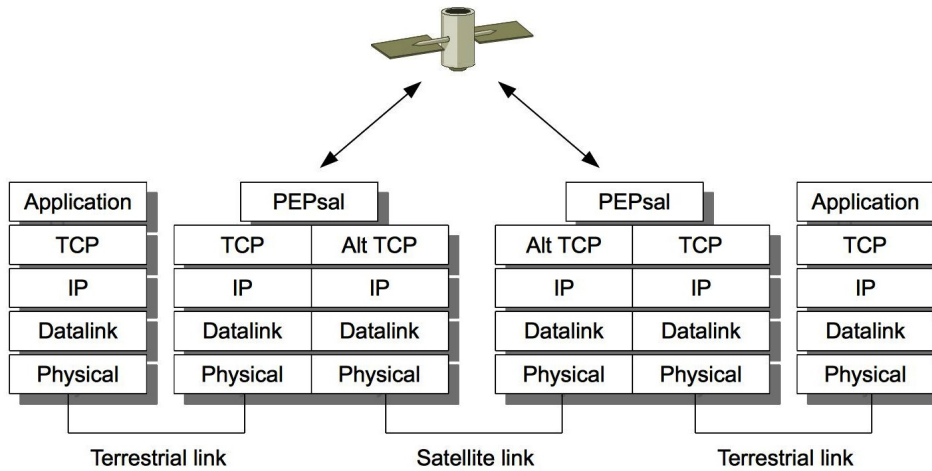 Application PEPsal PEPsal Application
TCP TCP Alt TCP Alt TCP TCP TCP
IP IP IP IP IP IP
Datalink Datalink Datalink Datalink Datalink Datalink
Physical Physical Physical Physical Physical Physical
Terrestrial link Satellite link Terrestrial link